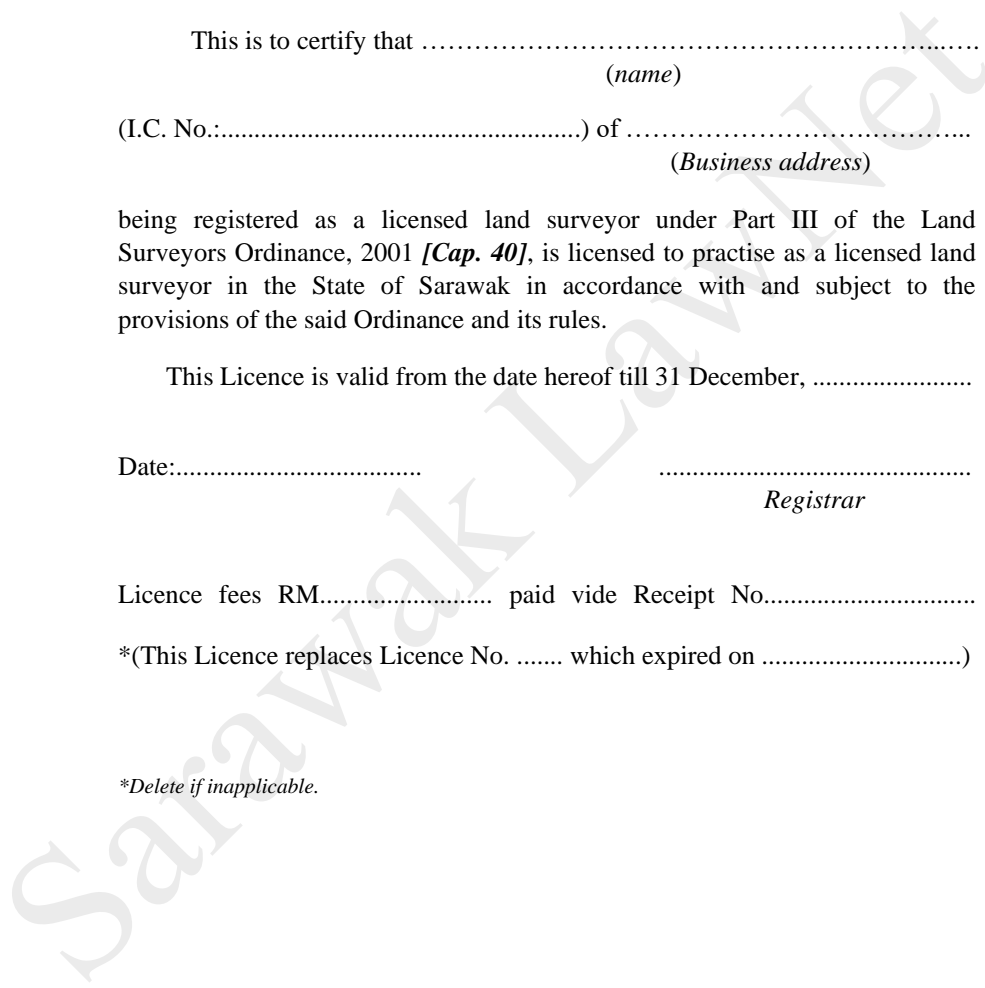 This is to certify that …………………………………………………...….
(name)
(I.C. No.:......................................................) of ……………………….………...
(Business address)
being registered as a licensed land surveyor under Part III of the Land
Surveyors Ordinance, 2001 [Cap. 40], is licensed to practise as a licensed land
surveyor in the State of Sarawak in accordance with and subject to the
provisions of the said Ordinance and its rules.
This Licence is valid from the date hereof till 31 December, ........................
Date:..................................... ...............................................
Registrar
Licence fees RM.......................... paid vide Receipt No................................
*(This Licence replaces Licence No. ....... which expired on ..............................)
*Delete if inapplicable.
Sarawak LawNet